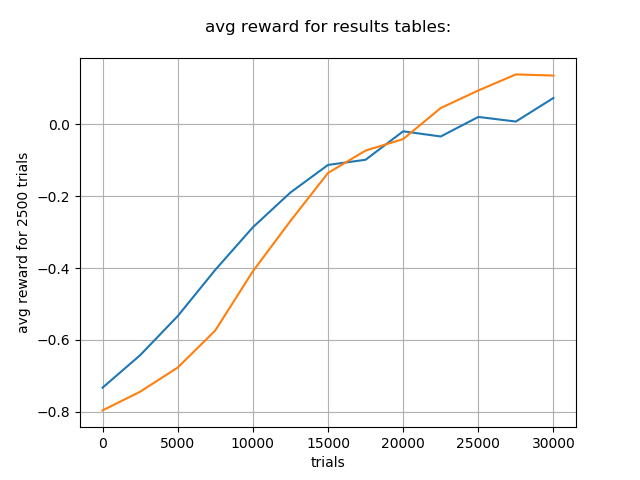 avg reward for results tables:
avg reward for 2500 trials
0.0
−0.2
−0.4
−0.6
−0.8
0 5000 10000 15000 20000 25000 30000
trials